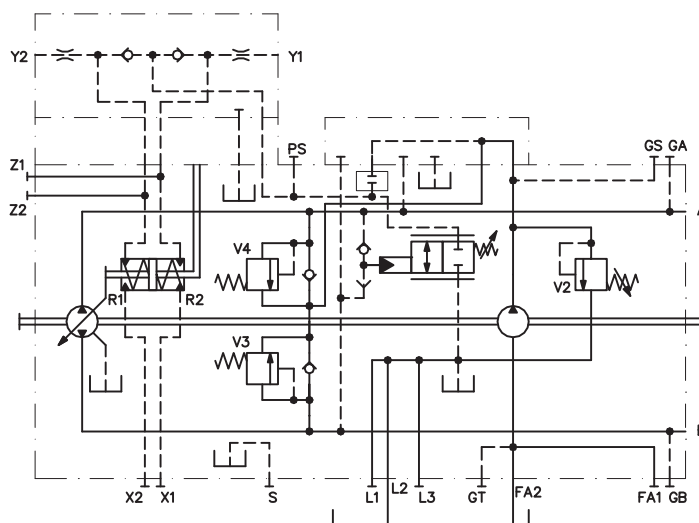 Y2 Y1
PS GS GA
Z1
Z2
V4
V2
R1 R2
V3
X2 X1 S L1 L2 L3 GT FA2 FA1 GB